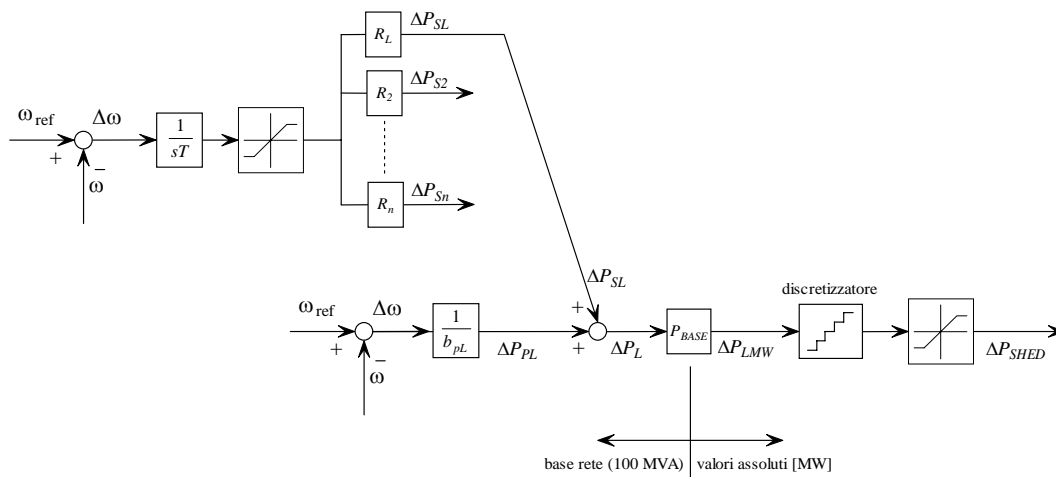 R_L
ΔP_SL
R_2
ΔP_S2
ω_ref
Δω
1
sT
+
−
ω
R_n
ΔP_Sn
ΔP_SL
discretizzatore
ω_ref
Δω
1
b_pL
+
−
ω
ΔP_PL
+
+
ΔP_L
P_BASE
ΔP_LMW
ΔP_SHED
base rete (100 MVA)
valori assoluti [MW]